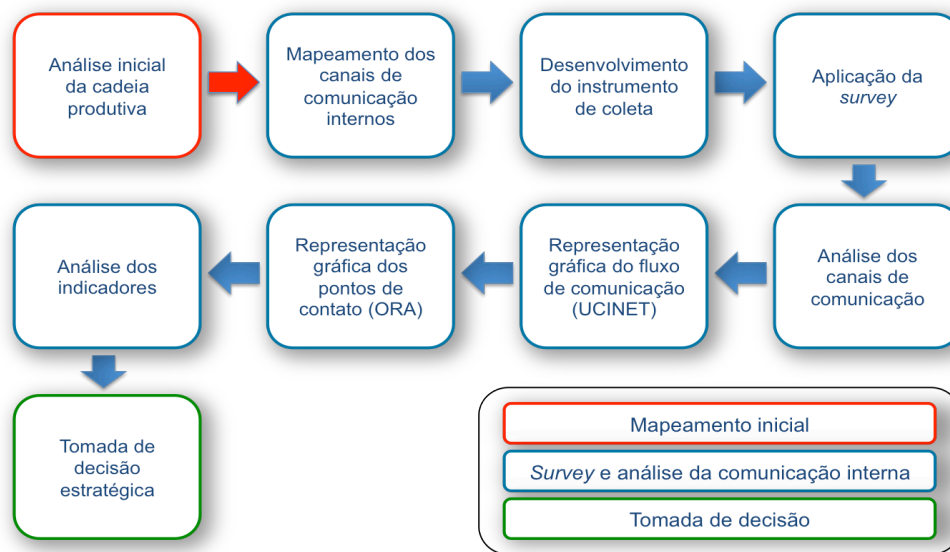 Análise inicial
da cadeia
produtiva
Mapeamento dos
canais de
comunicação
internos
Desenvolvimento
do instrumento
de coleta
Aplicação da
survey
Análise dos
canais de
comunicação
Representação
gráfica do fluxo
de comunicação
(UCINET)
Representação
gráfica dos
pontos de
contato (ORA)
Análise dos
indicadores
Tomada de
decisão
estratégica
Mapeamento inicial
Survey e análise da comunicação interna
Tomada de decisão